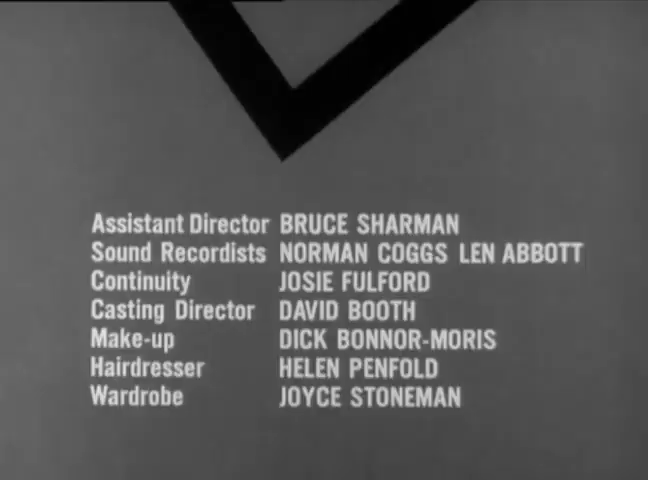 Assistant Director BRUCE SHARMAN
Sound Recordists NORMAN COGGS LEN ABBOTT
Continuity JOSIE FULFORD
Casting Director DAVID BOOTH
Make-up DICK BONNOR-MORIS
Hairdresser HELEN PENFOLD
Wardrobe JOYCE STONEMAN